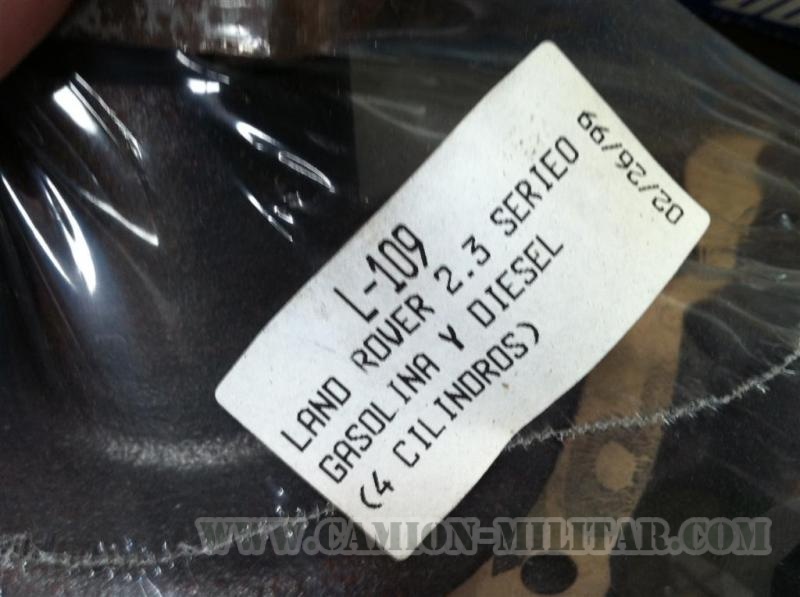 L-109
LAND ROVER 2.3 SERIEO
GASOLINA Y DIESEL
(4 CILINDROS)
02/26/99
WWW.CAMION-MILITAR.COM